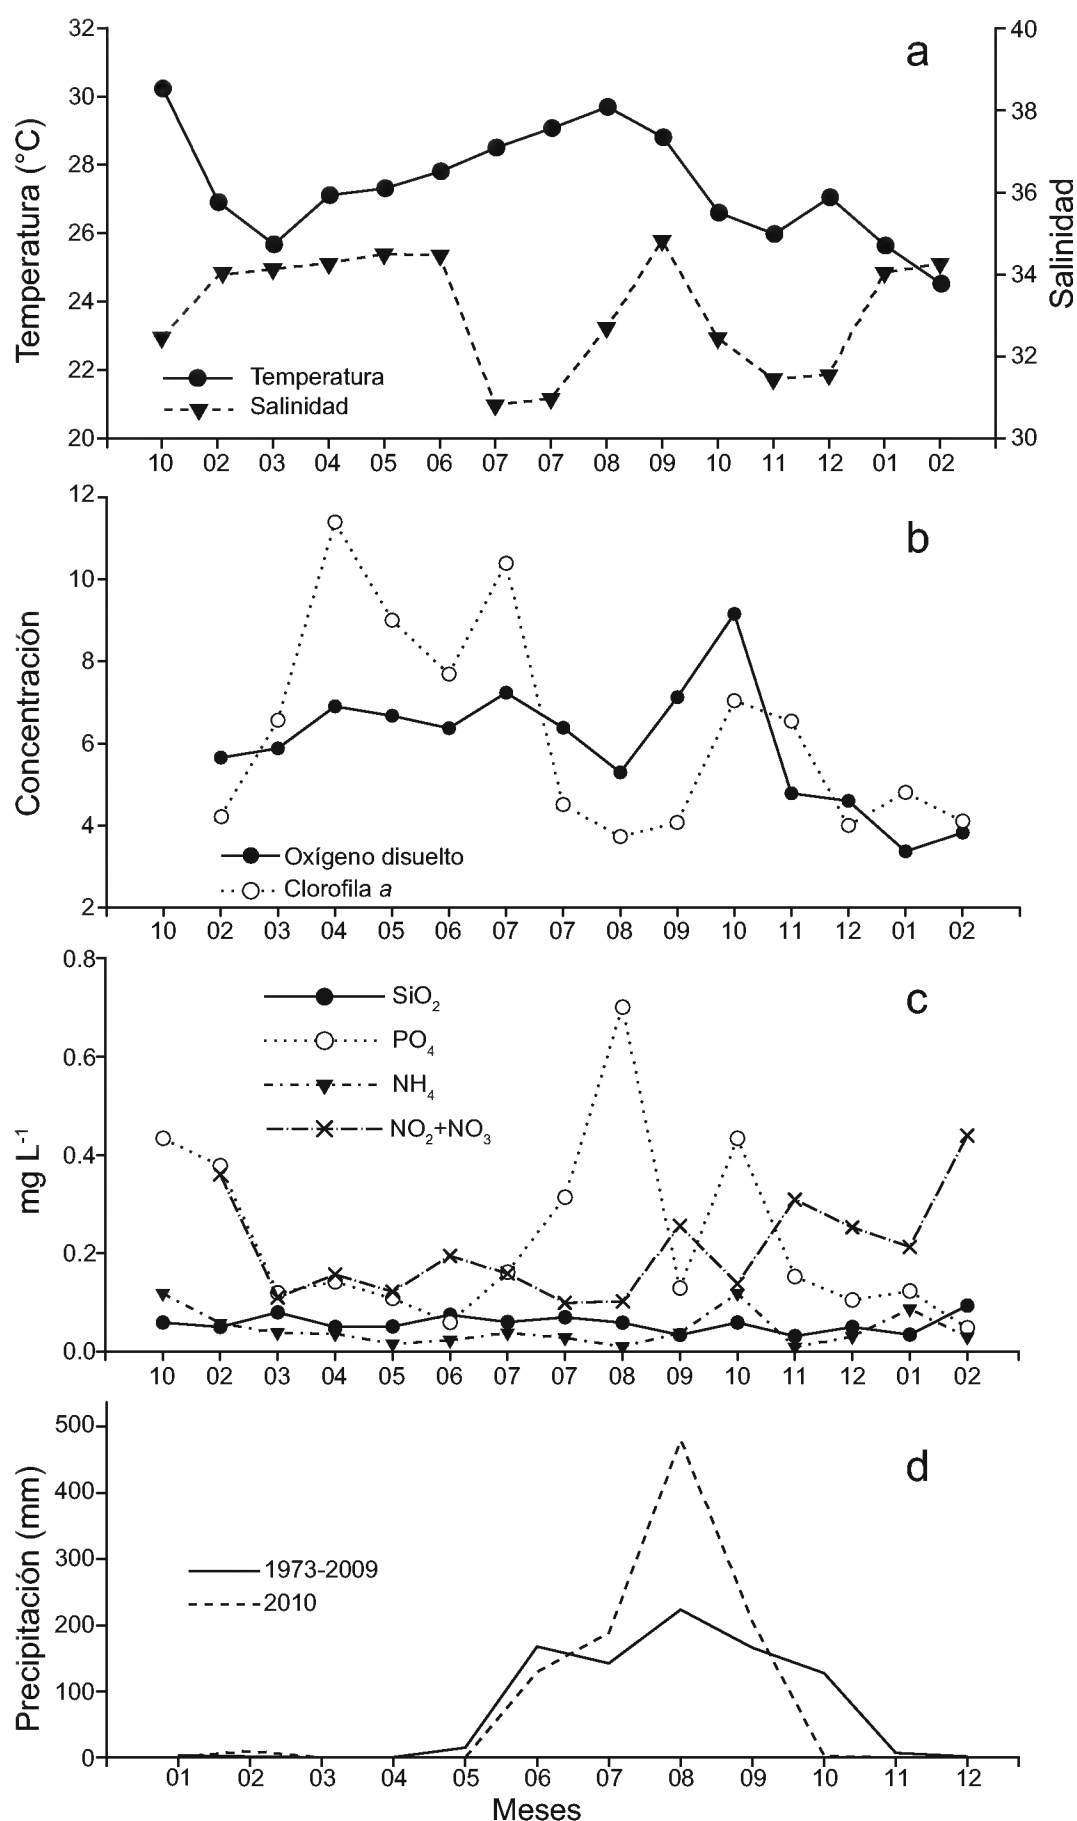 a
Temperatura (°C)
Salinidad
32
30
28
26
24
22
20
40
38
36
34
32
30
Temperatura
Salinidad
10 02 03 04 05 06 07 07 08 09 10 11 12 01 02
b
Concentración
12
10
8
6
4
2
Oxígeno disuelto
Clorofila a
10 02 03 04 05 06 07 07 08 09 10 11 12 01 02
c
mg L-1
0.8
0.6
0.4
0.2
0.0
SiO2
PO4
NH4
NO2+NO3
10 02 03 04 05 06 07 07 08 09 10 11 12 01 02
d
Precipitación (mm)
500
400
300
200
100
0
1973-2009
2010
01 02 03 04 05 06 07 08 09 10 11 12
Meses